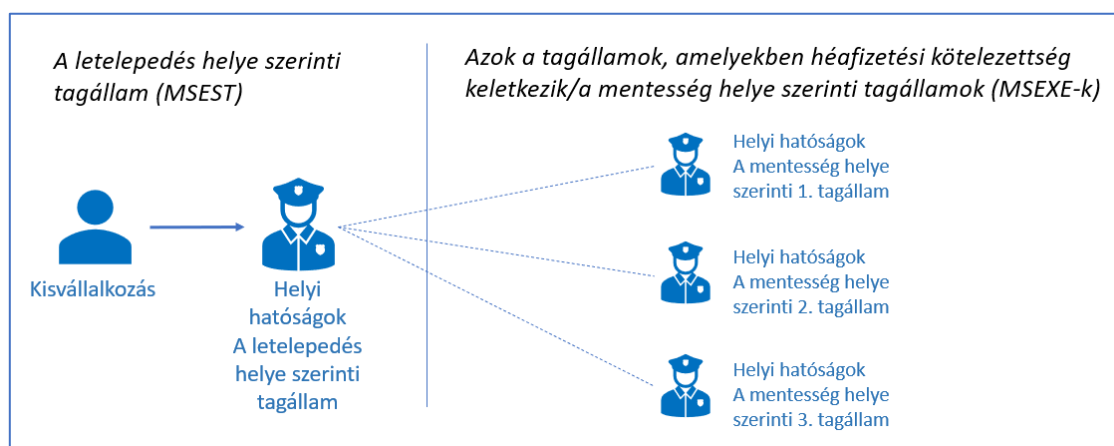 A letelepedés helye szerinti
tagállam (MSEST)
Azok a tagállamok, amelyekben héafizetési kötelezettség
keletkezik/a mentesség helye szerinti tagállamok (MSEXE-k)
Kisvállalkozás
Helyi
hatóságok
A letelepedés
helye szerinti
tagállam
Helyi hatóságok
A mentesség helye
szerinti 1. tagállam
Helyi hatóságok
A mentesség helye
szerinti 2. tagállam
Helyi hatóságok
A mentesség helye
szerinti 3. tagállam